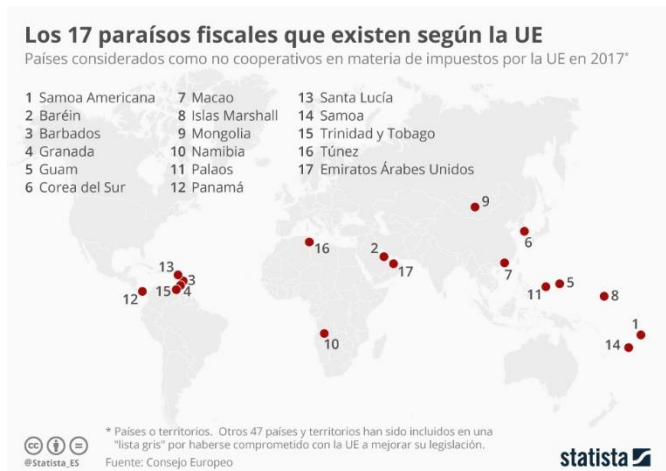 Los 17 paraísos fiscales que existen según la UE
Países considerados como no cooperativos en materia de impuestos por la UE en 2017*
1 Samoa Americana
2 Baréin
3 Barbados
4 Granada
5 Guam
6 Corea del Sur
7 Macao
8 Islas Marshall
9 Mongolia
10 Namibia
11 Palaos
12 Panamá
13 Santa Lucía
14 Samoa
15 Trinidad y Tobago
16 Túnez
17 Emiratos Árabes Unidos
9
6
16
2
17
7
13
3
12
15
4
11
5
8
10
1
14
* Países o territorios. Otros 47 países y territorios han sido incluidos en una
"lista gris" por haberse comprometido con la UE a mejorar su legislación.
@Statista_ES
Fuente: Consejo Europeo
cc
statista